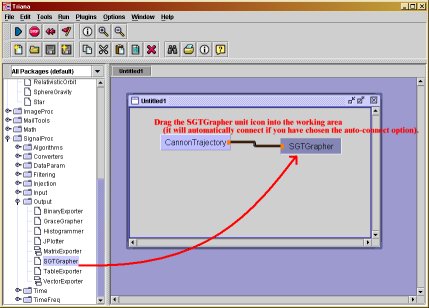 Triana
File Edit Tools Run Plugins Options Window Help
STOP
All Packages (default)
RelativisticOrbit
SphereGravity
Star
ImageProc
MailTools
Math
SignalProc
Algorithms
Converters
DataParam
Filtering
Injection
Input
Output
BinaryExporter
GraceGrapher
Histogrammer
JPlotter
MatrixExporter
SGTGrapher
TableExporter
VectorExporter
Time
TimeFreq
Untitled1
Untitled1
Drag the SGTGrapher unit icon into the working area
(it will automatically connect if you have chosen the auto-connect option).
CannonTrajectory
SGTGrapher